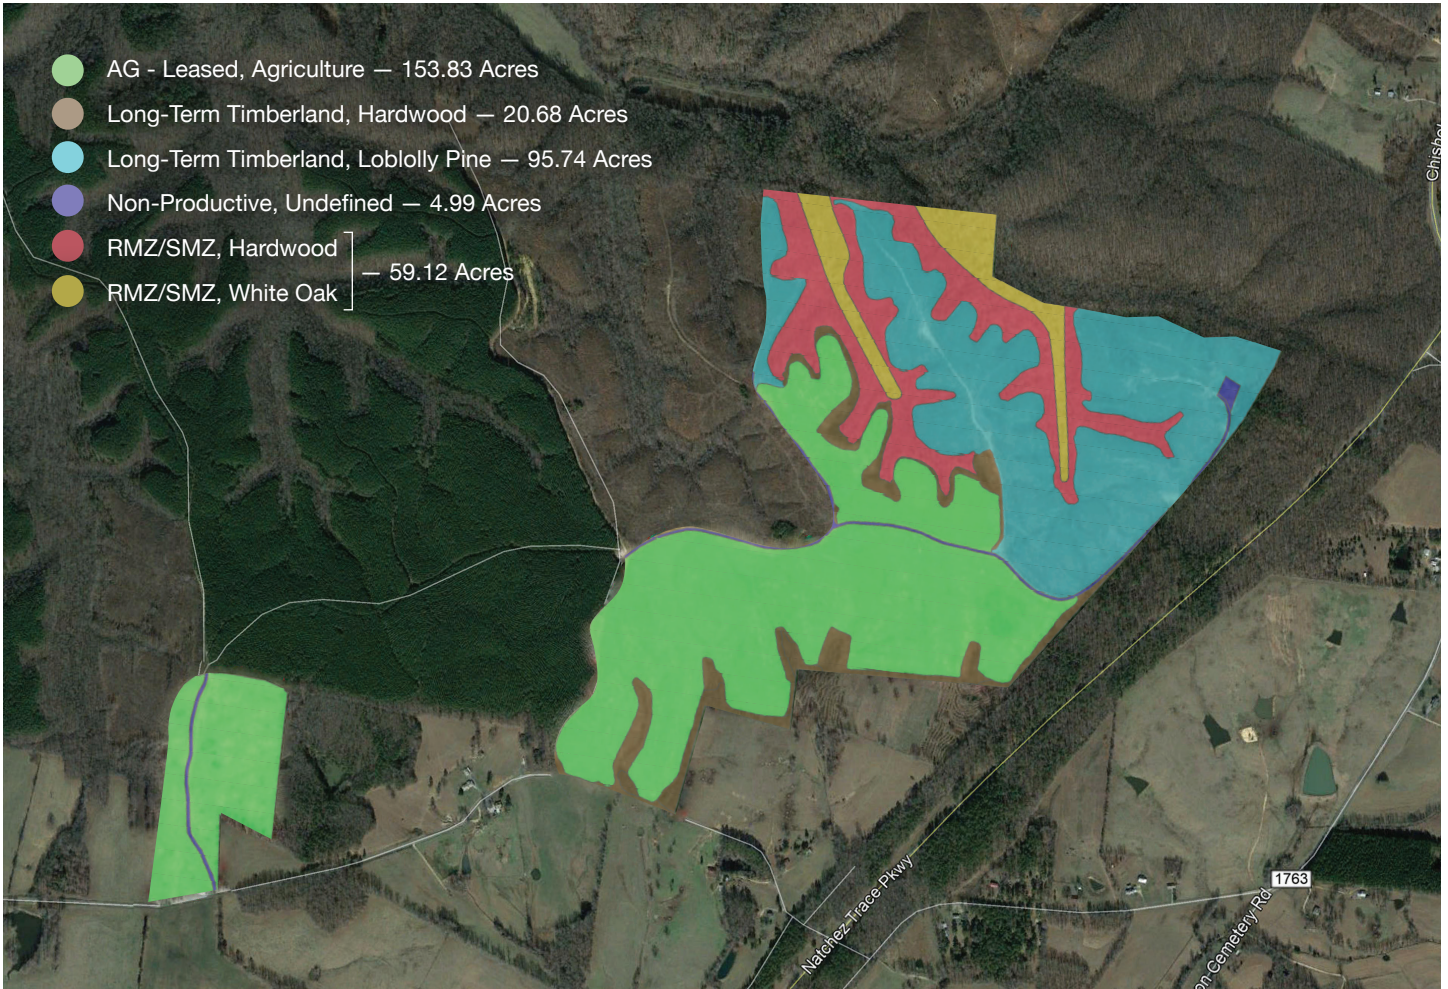 AG - Leased, Agriculture — 153.83 Acres
Long-Term Timberland, Hardwood — 20.68 Acres
Long-Term Timberland, Loblolly Pine — 95.74 Acres
Non-Productive, Undefined — 4.99 Acres
RMZ/SMZ, Hardwood
— 59.12 Acres
RMZ/SMZ, White Oak
Natchez Trace Pkwy
1763
Cemetery Rd